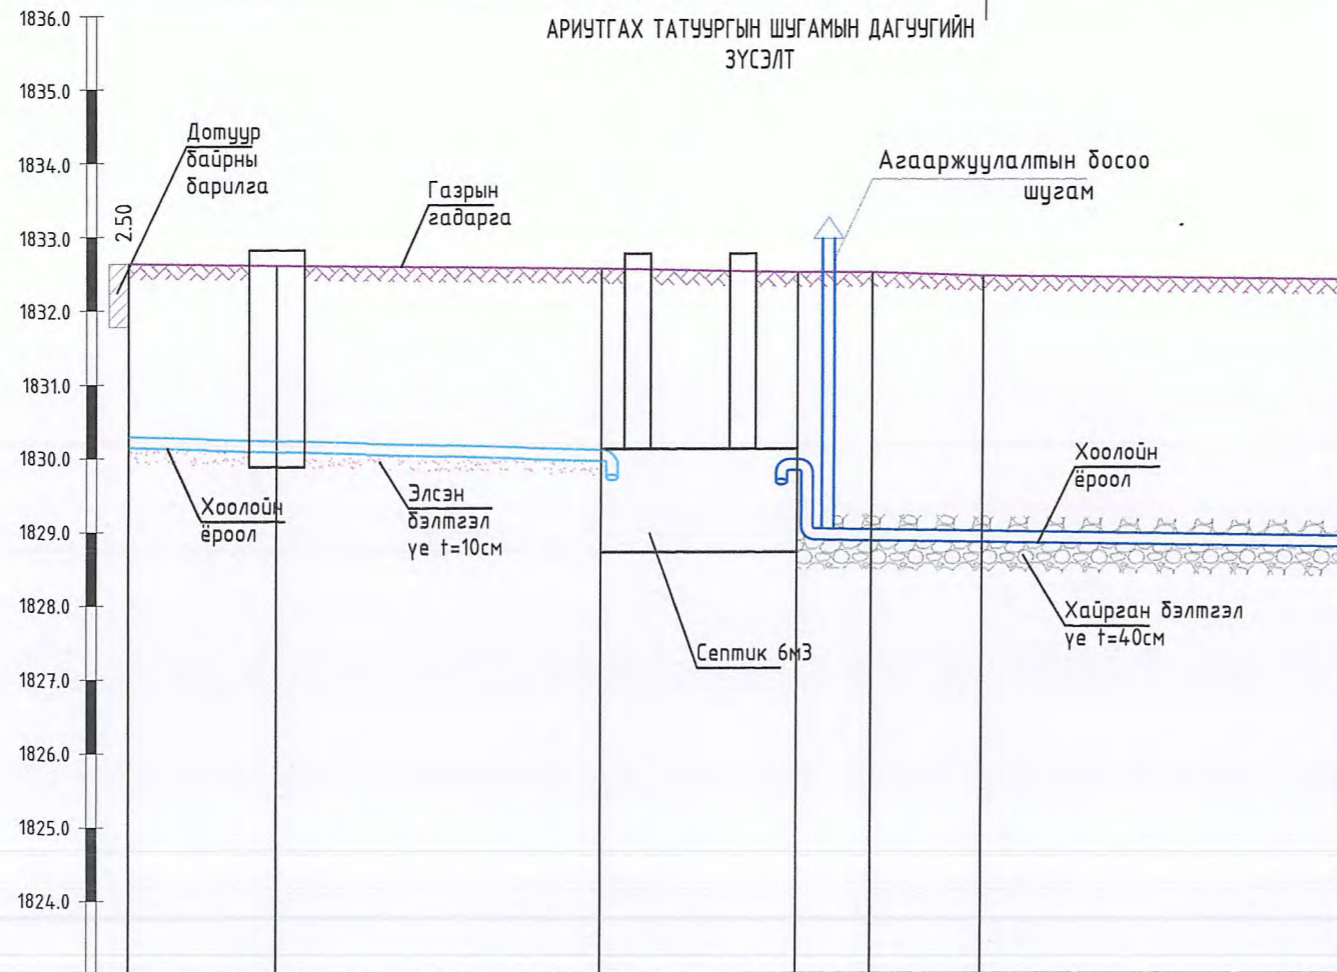 АРИУТГАХ ТАТУУРГЫН ШУГАМЫН ДАГУУГИЙН
ЗҮСЭЛТ
1836.0
1835.0
1834.0
1833.0
1832.0
1831.0
1830.0
1829.0
1828.0
1827.0
1826.0
1825.0
1824.0
2.50
Дотуур
байрны
барилга
Газрын
гадарга
Агааржуулалтын босоо
шугам
Хоолойн
ёроол
Элсэн
бэлтгэл
үе t=10см
Септик 6м3
Хоолойн
ёроол
Хайрган бэлтгэл
үе t=40см